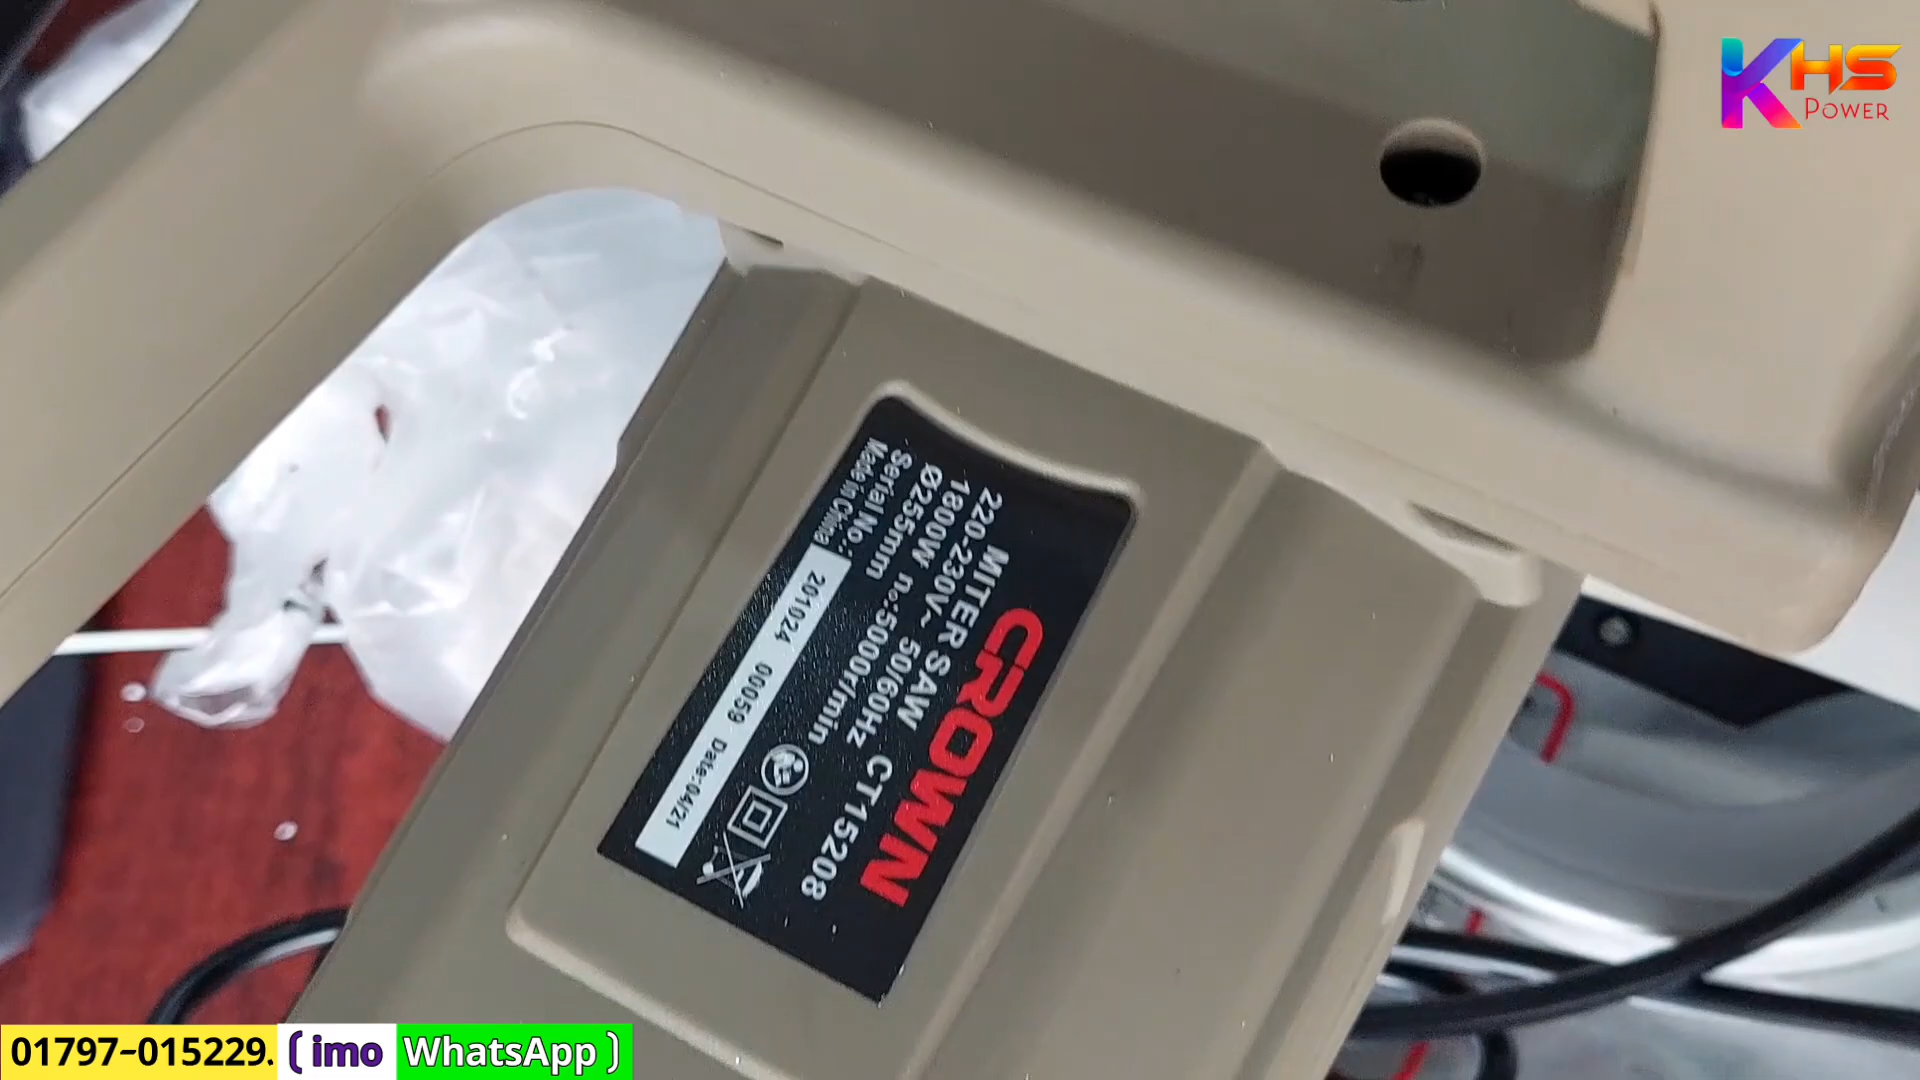 KHS
POWER
CROWN
MITER SAW CT15208
220-230V~ 50/60Hz
1800W n₀:5000r/min
Ø255mm
Serial No.: 201024 00059 Date:04/21
Made in China
01797-015229. ( imo WhatsApp )